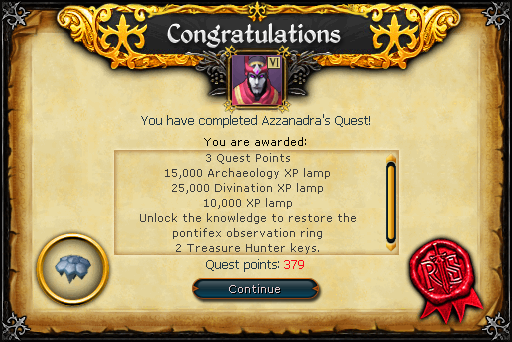 Congratulations
VI
You have completed Azzanadra's Quest!
You are awarded:
3 Quest Points
15,000 Archaeology XP lamp
25,000 Divination XP lamp
10,000 XP lamp
Unlock the knowledge to restore the
pontifex observation ring
2 Treasure Hunter keys.
Quest points: 379
Continue
RS